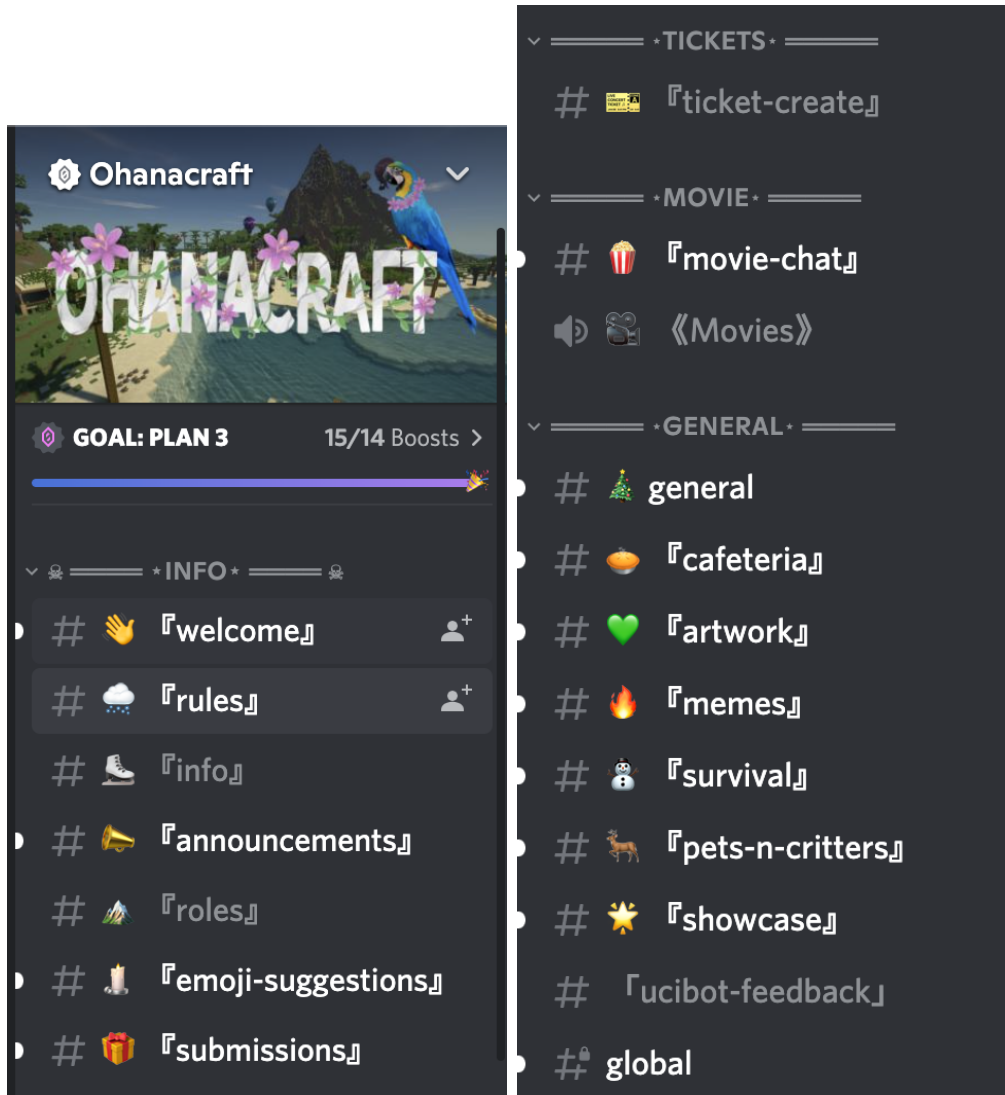 Ohanacraft
OHANACRAFT
GOAL: PLAN 3 15/14 Boosts >
☠ ═════ ⋆INFO⋆ ═════ ☠
# 👋 『welcome』
# 🌨️ 『rules』
# ⛸️ 『info』
# 📣 『announcements』
# ⛰️ 『roles』
# 🕯️ 『emoji-suggestions』
# 🎁 『submissions』
══════ ⋆TICKETS⋆ ══════
# 🎫 『ticket-create』
══════ ⋆MOVIE⋆ ══════
# 🍿 『movie-chat』
🎥 《Movies》
══════ ⋆GENERAL⋆ ══════
# 🎄 general
# 🥧 『cafeteria』
# 💚 『artwork』
# 🔥 『memes』
# ⛄ 『survival』
# 🦌 『pets-n-critters』
# 🌟 『showcase』
# 「ucibot-feedback」
# global